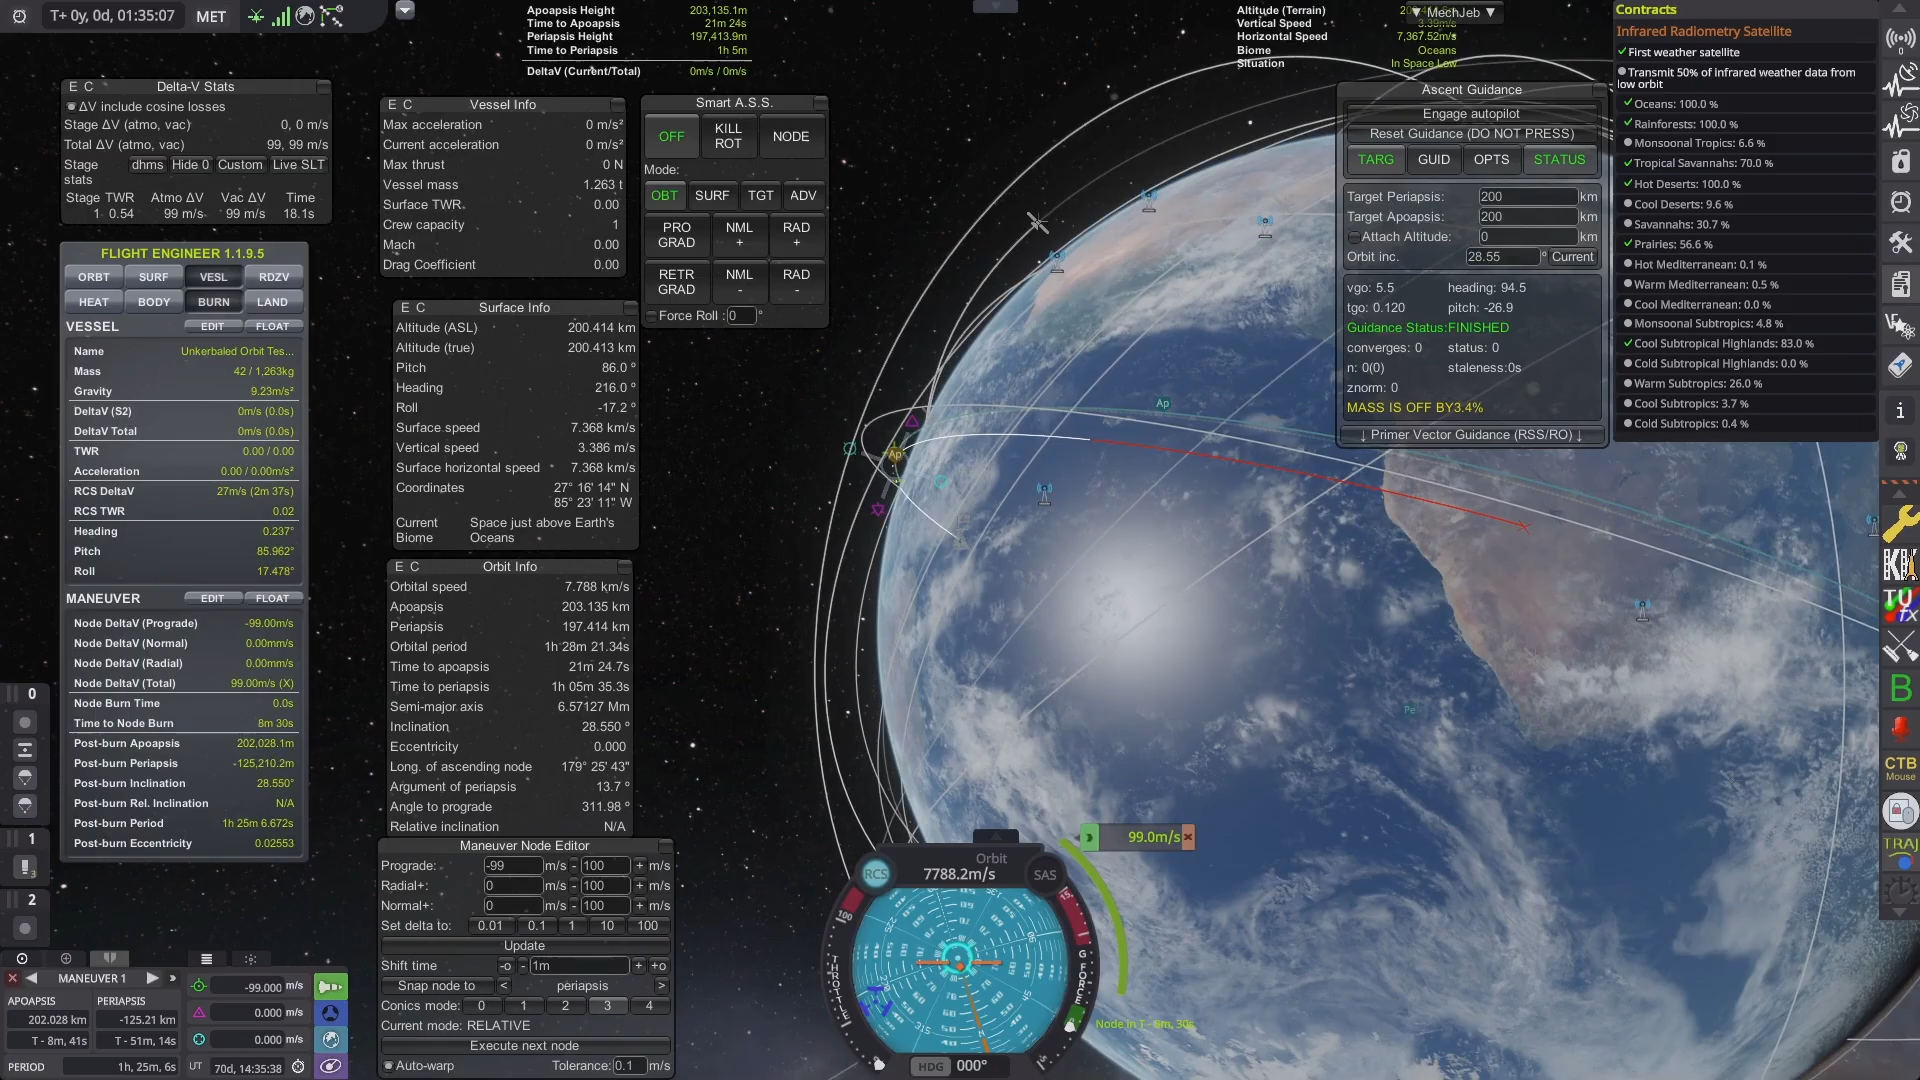 T+ 0y, 0d, 01:35:07 MET
Apoapsis Height 203,135.1m
Time to Apoapsis 21m 24s
Periapsis Height 197,413.9m
Time to Periapsis 1h 5m
DeltaV (Current/Total) 0m/s / 0m/s
Altitude (Terrain)
Vertical Speed 3.39m/s
Horizontal Speed 7,367.52m/s
Biome Oceans
Situation In Space Low
▼ MechJeb ▼
E C Delta-V Stats
ΔV include cosine losses
Stage ΔV (atmo, vac) 0, 0 m/s
Total ΔV (atmo, vac) 99, 99 m/s
Stage stats dhms Hide 0 Custom Live SLT
Stage TWR Atmo ΔV Vac ΔV Time
1 0.54 99 m/s 99 m/s 18.1s
FLIGHT ENGINEER 1.1.9.5
ORBT SURF VESL RDZV
HEAT BODY BURN LAND
VESSEL EDIT FLOAT
Name Unkerbaled Orbit Tes...
Mass 42 / 1,263kg
Gravity 9.23m/s²
DeltaV (S2) 0m/s (0.0s)
DeltaV Total 0m/s (0.0s)
TWR 0.00 / 0.00
Acceleration 0.00 / 0.00m/s²
RCS DeltaV 27m/s (2m 37s)
RCS TWR 0.02
Heading 0.237°
Pitch 85.962°
Roll 17.478°
MANEUVER EDIT FLOAT
Node DeltaV (Prograde) -99.00m/s
Node DeltaV (Normal) 0.00mm/s
Node DeltaV (Radial) 0.00mm/s
Node DeltaV (Total) 99.00m/s (X)
Node Burn Time 0.0s
Time to Node Burn 8m 30s
Post-burn Apoapsis 202,028.1m
Post-burn Periapsis -125,210.2m
Post-burn Inclination 28.550°
Post-burn Rel. Inclination N/A
Post-burn Period 1h 25m 6.672s
Post-burn Eccentricity 0.02553
E C Vessel Info
Max acceleration 0 m/s²
Current acceleration 0 m/s²
Max thrust 0 N
Vessel mass 1.263 t
Surface TWR 0.00
Crew capacity 1
Mach 0.00
Drag Coefficient 0.00
E C Surface Info
Altitude (ASL) 200.414 km
Altitude (true) 200.413 km
Pitch 86.0 °
Heading 216.0 °
Roll -17.2 °
Surface speed 7.368 km/s
Vertical speed 3.386 m/s
Surface horizontal speed 7.368 km/s
Coordinates 27° 16' 14" N
85° 23' 11" W
Current Biome Space just above Earth's Oceans
E C Orbit Info
Orbital speed 7.788 km/s
Apoapsis 203.135 km
Periapsis 197.414 km
Orbital period 1h 28m 21.34s
Time to apoapsis 21m 24.7s
Time to periapsis 1h 05m 35.3s
Semi-major axis 6.57127 Mm
Inclination 28.550 °
Eccentricity 0.000
Long. of ascending node 179° 25' 43"
Argument of periapsis 13.7 °
Angle to prograde 311.98 °
Relative inclination N/A
Maneuver Node Editor
Prograde: -99 m/s - 100 + m/s
Radial+: 0 m/s - 100 + m/s
Normal+: 0 m/s - 100 + m/s
Set delta to: 0.01 0.1 1 10 100
Update
Shift time -o - 1m + +o
Snap node to < periapsis >
Conics mode: 0 1 2 3 4
Current mode: RELATIVE
Execute next node
Auto-warp Tolerance: 0.1 m/s
Smart A.S.S.
OFF KILL ROT NODE
Mode:
OBT SURF TGT ADV
PRO GRAD NML + RAD +
RETR GRAD NML - RAD -
Force Roll : 0 °
Ascent Guidance
Engage autopilot
Reset Guidance (DO NOT PRESS)
TARG GUID OPTS STATUS
Target Periapsis: 200 km
Target Apoapsis: 200 km
Attach Altitude: 0 km
Orbit inc. 28.55 ° Current
vgo: 5.5 heading: 94.5
tgo: 0.120 pitch: -26.9
Guidance Status:FINISHED
converges: 0 status: 0
n: 0(0) staleness:0s
znorm: 0
MASS IS OFF BY3.4%
↓ Primer Vector Guidance (RSS/RO) ↓
Contracts
Infrared Radiometry Satellite
First weather satellite
Transmit 50% of infrared weather data from
low orbit
Oceans: 100.0 %
Rainforests: 100.0 %
Monsoonal Tropics: 6.6 %
Tropical Savannahs: 70.0 %
Hot Deserts: 100.0 %
Cool Deserts: 9.6 %
Savannahs: 30.7 %
Prairies: 56.6 %
Hot Mediterranean: 0.1 %
Warm Mediterranean: 0.5 %
Cool Mediterranean: 0.0 %
Monsoonal Subtropics: 4.8 %
Cool Subtropical Highlands: 83.0 %
Cold Subtropical Highlands: 0.0 %
Warm Subtropics: 26.0 %
Cool Subtropics: 3.7 %
Cold Subtropics: 0.4 %
Ap
Ap
Pe
0
1
3
2
MANEUVER 1
APOAPSIS PERIAPSIS
202.028 km -125.21 km
T - 8m, 41s T - 51m, 14s
PERIOD 1h, 25m, 6s
-99.000 m/s
0.000 m/s
0.000 m/s
UT 70d, 14:35:38
99.0m/s
Orbit
RCS 7788.2m/s SAS
THROTTLE
G FORCE
100
15
HDG 000°
Node in T - 8m, 30s
CTB
Mouse
TRAJ
B
TU
fx